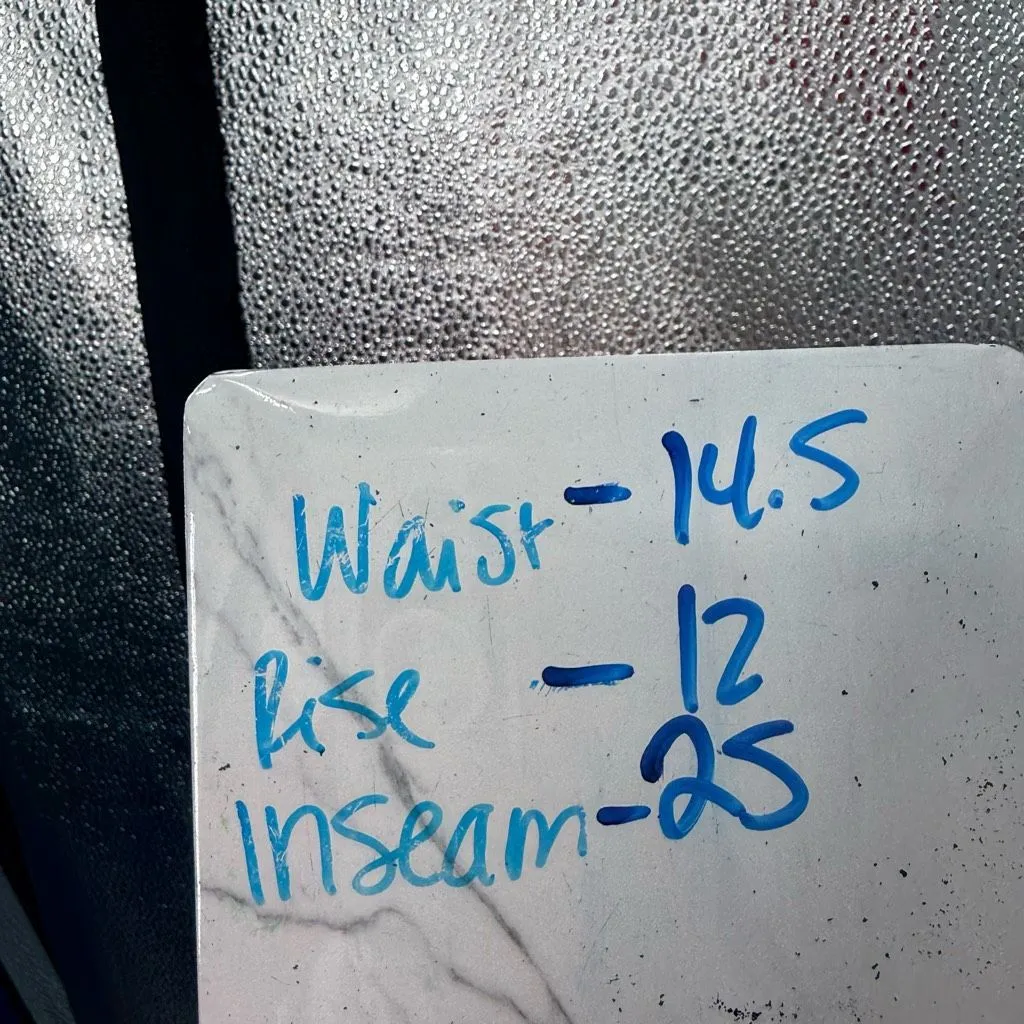 Waist - 14.5
Rise - 12
Inseam - 25